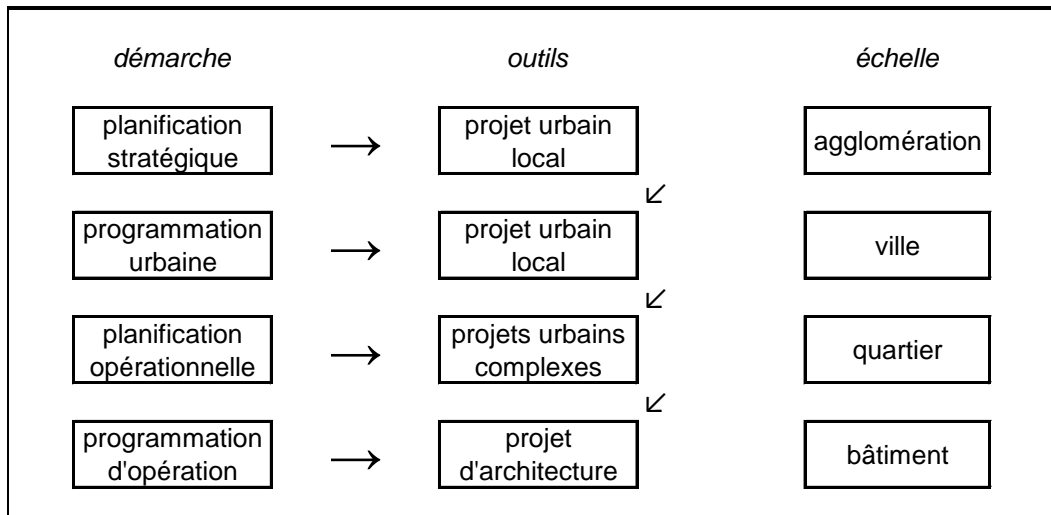 démarche outils échelle
planification
stratégique
projet urbain
local
agglomération
programmation
urbaine
projet urbain
local
ville
planification
opérationnelle
projets urbains
complexes
quartier
programmation
d'opération
projet
d'architecture
bâtiment